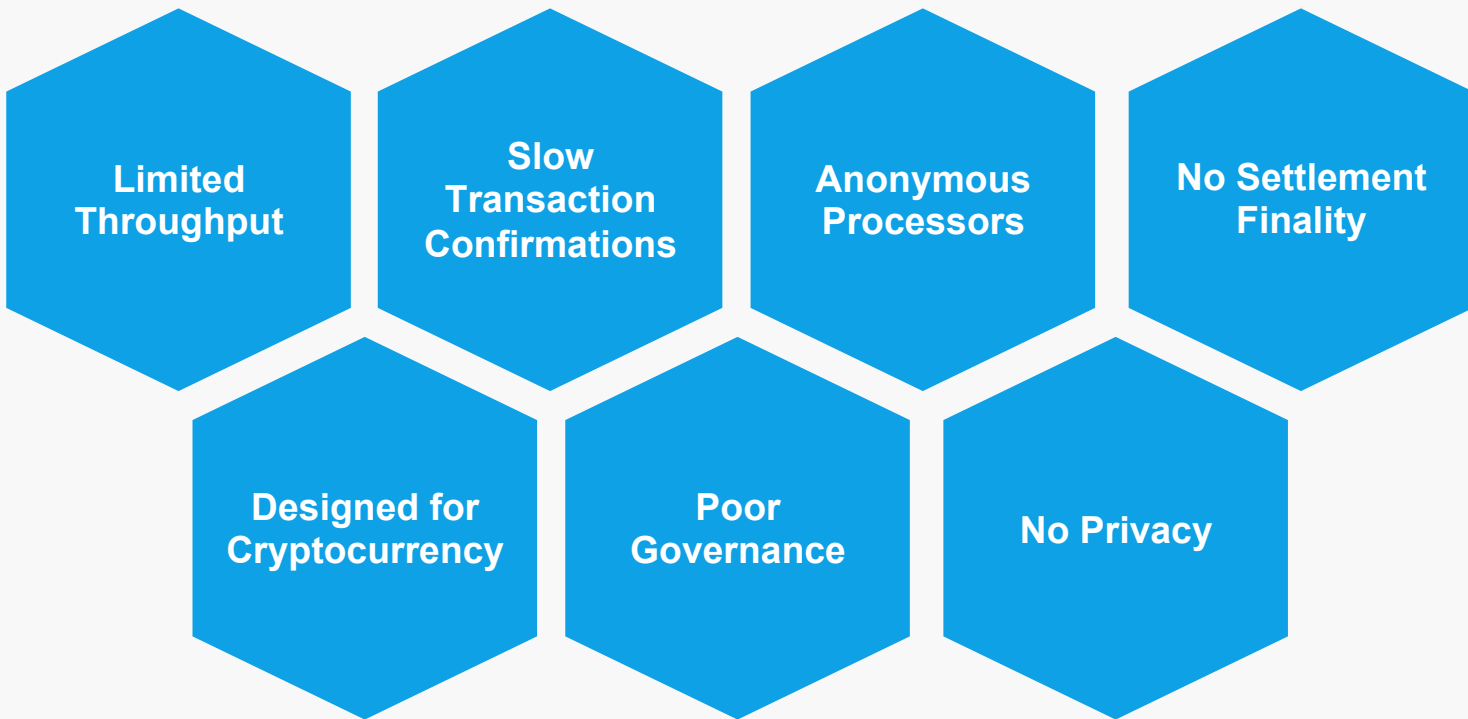 Limited
Throughput
Slow
Transaction
Confirmations
Anonymous
Processors
No Settlement
Finality
Designed for
Cryptocurrency
Poor
Governance
No Privacy